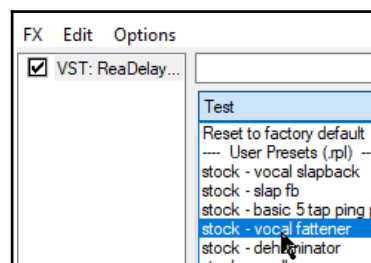 FX Edit Options
VST: ReaDelay...
Test
Reset to factory default
---- User Presets (.rpl) --
stock - vocal slapback
stock - slap fb
stock - basic 5 tap ping
stock - vocal fattener
stock -